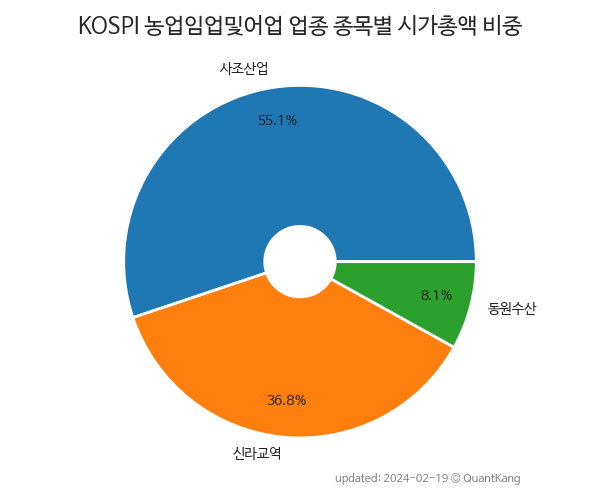 KOSPI 농업임업및어업 업종 종목별 시가총액 비중
사조산업
55.1%
8.1%
동원수산
36.8%
신라교역
updated: 2024-02-19 © QuantKang